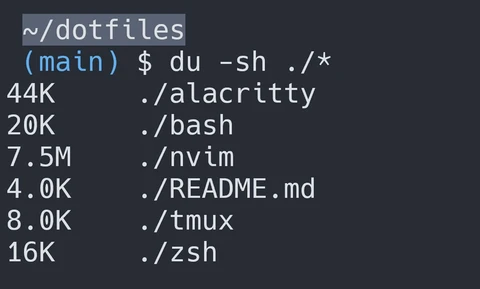 ~/dotfiles
(main) $ du -sh ./*
44K ./alacritty
20K ./bash
7.5M ./nvim
4.0K ./README.md
8.0K ./tmux
16K ./zsh